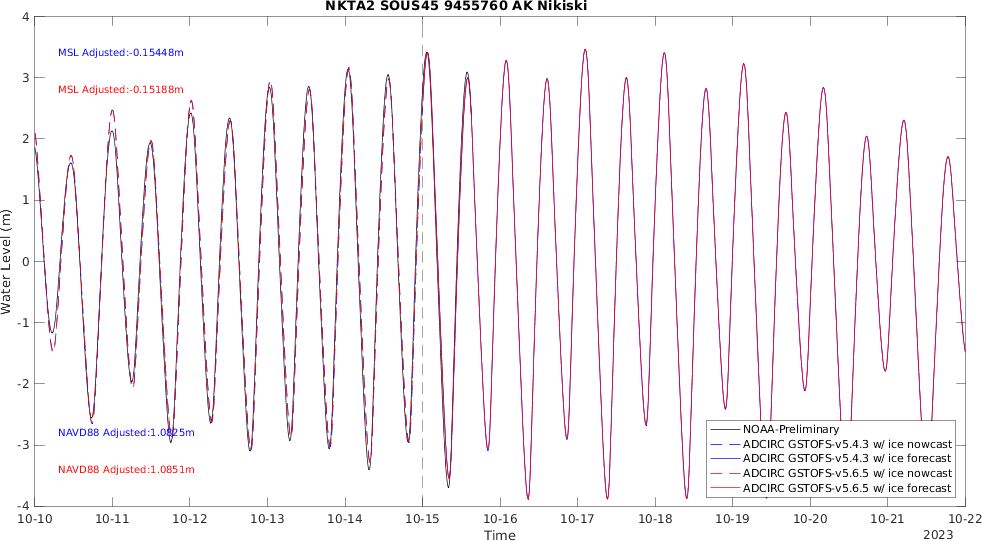 NKTA2 SOUS45 9455760 AK Nikiski
4
3
2
1
0
-1
-2
-3
-4
Water Level (m)
MSL Adjusted:-0.15448m
MSL Adjusted:-0.15188m
NAVD88 Adjusted:1.0825m
NAVD88 Adjusted:1.0851m
NOAA-Preliminary
ADCIRC GSTOFS-v5.4.3 w/ ice nowcast
ADCIRC GSTOFS-v5.4.3 w/ ice forecast
ADCIRC GSTOFS-v5.6.5 w/ ice nowcast
ADCIRC GSTOFS-v5.6.5 w/ ice forecast
10-10 10-11 10-12 10-13 10-14 10-15 10-16 10-17 10-18 10-19 10-20 10-21 10-22
Time
2023